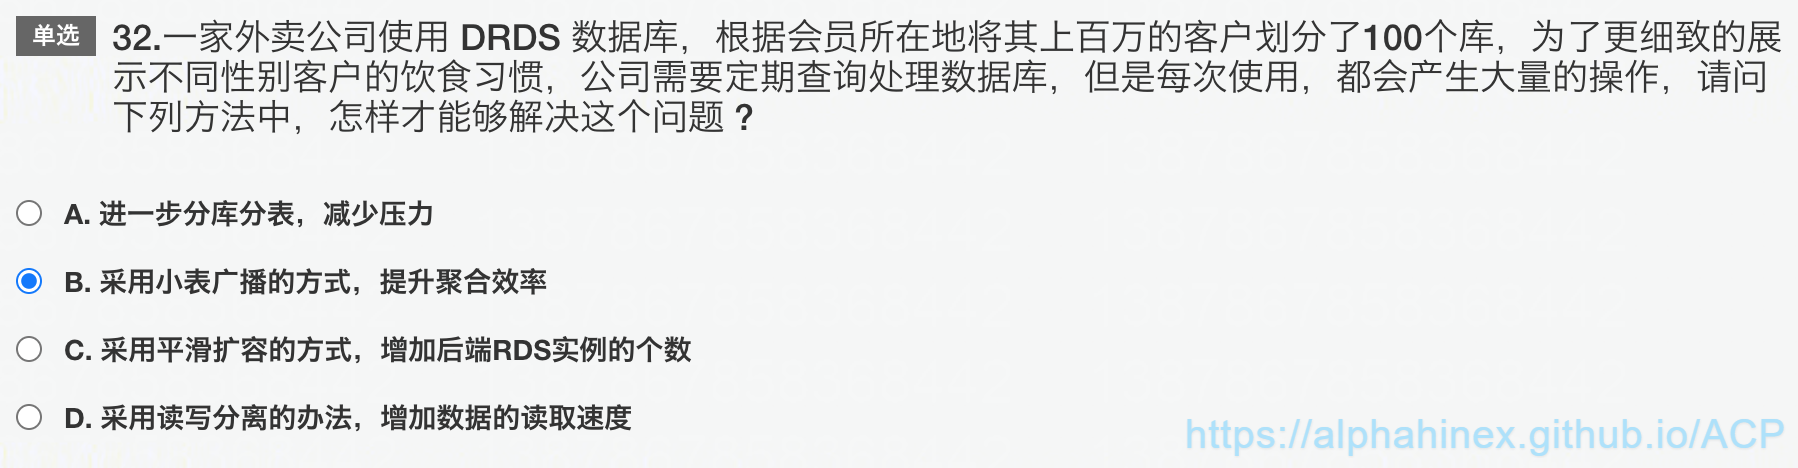 单选
32.一家外卖公司使用 DRDS 数据库，根据会员所在地将其上百万的客户划分了100个库，为了更细致的展
示不同性别客户的饮食习惯，公司需要定期查询处理数据库，但是每次使用，都会产生大量的操作，请问
下列方法中，怎样才能够解决这个问题？
A. 进一步分库分表，减少压力
B. 采用小表广播的方式，提升聚合效率
C. 采用平滑扩容的方式，增加后端RDS实例的个数
D. 采用读写分离的办法，增加数据的读取速度
https://alphahinex.github.io/ACP